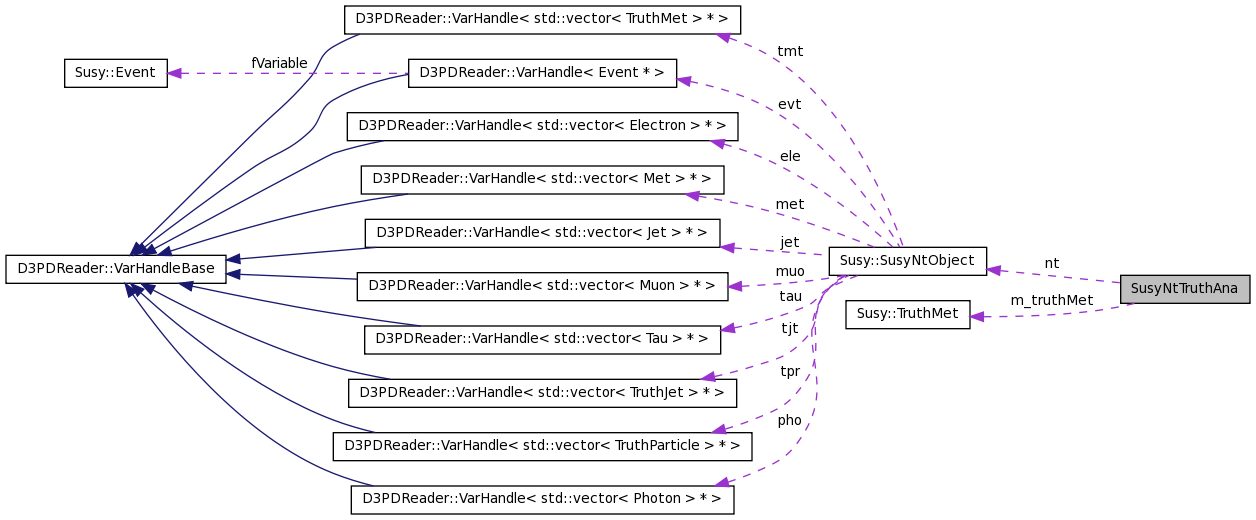 D3PDReader::VarHandle< std::vector< TruthMet > * >
tmt
Susy::Event
fVariable
D3PDReader::VarHandle< Event * >
evt
D3PDReader::VarHandle< std::vector< Electron > * >
ele
D3PDReader::VarHandle< std::vector< Met > * >
met
D3PDReader::VarHandle< std::vector< Jet > * >
jet
D3PDReader::VarHandleBase
Susy::SusyNtObject
nt
D3PDReader::VarHandle< std::vector< Muon > * >
muo
SusyNtTruthAna
m_truthMet
Susy::TruthMet
tau
D3PDReader::VarHandle< std::vector< Tau > * >
tjt
D3PDReader::VarHandle< std::vector< TruthJet > * >
tpr
D3PDReader::VarHandle< std::vector< TruthParticle > * >
pho
D3PDReader::VarHandle< std::vector< Photon > * >